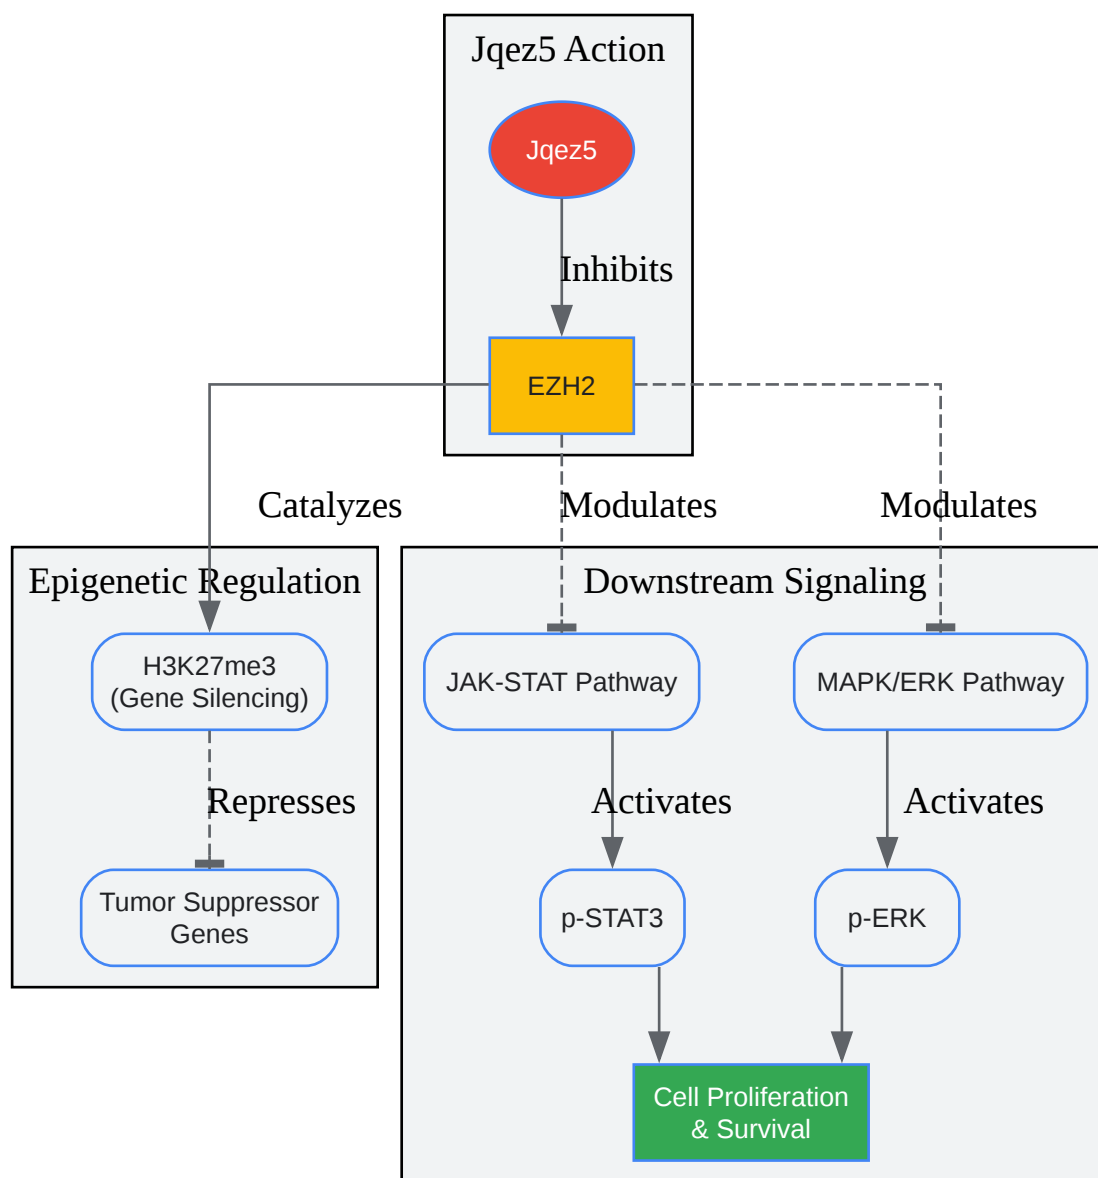 Jqez5 Action
Jqez5
Inhibits
EZH2
Catalyzes
Modulates
Modulates
Epigenetic Regulation
H3K27me3
(Gene Silencing)
Represses
Tumor Suppressor
Genes
Downstream Signaling
JAK-STAT Pathway
MAPK/ERK Pathway
Activates
Activates
p-STAT3
p-ERK
Cell Proliferation
& Survival